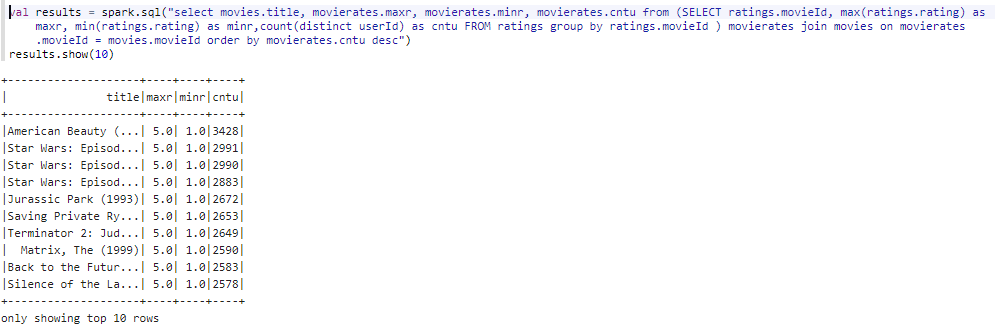 val results = spark.sql("select movies.title, movierates.maxr, movierates.minr, movierates.cntu from (SELECT ratings.movieId, max(ratings.rating) as
maxr, min(ratings.rating) as minr,count(distinct userId) as cntu FROM ratings group by ratings.movieId ) movierates join movies on movierates
.movieId = movies.movieId order by movierates.cntu desc")
results.show(10)
+--------------------+----+----+----+
|               title|maxr|minr|cntu|
+--------------------+----+----+----+
|American Beauty (...| 5.0| 1.0|3428|
|Star Wars: Episod...| 5.0| 1.0|2991|
|Star Wars: Episod...| 5.0| 1.0|2990|
|Star Wars: Episod...| 5.0| 1.0|2883|
|Jurassic Park (1993)| 5.0| 1.0|2672|
|Saving Private Ry...| 5.0| 1.0|2653|
|Terminator 2: Jud...| 5.0| 1.0|2649|
|  Matrix, The (1999)| 5.0| 1.0|2590|
|Back to the Futur...| 5.0| 1.0|2583|
|Silence of the La...| 5.0| 1.0|2578|
+--------------------+----+----+----+
only showing top 10 rows